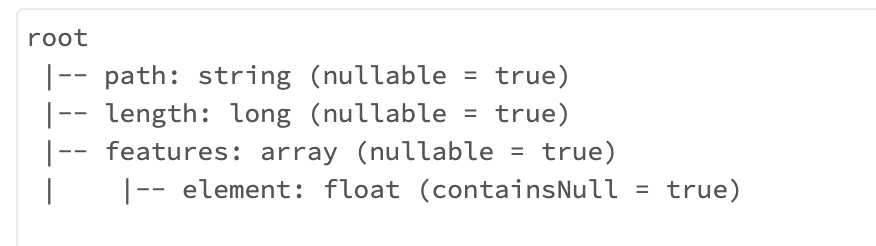 root
 |-- path: string (nullable = true)
 |-- length: long (nullable = true)
 |-- features: array (nullable = true)
 |    |-- element: float (containsNull = true)